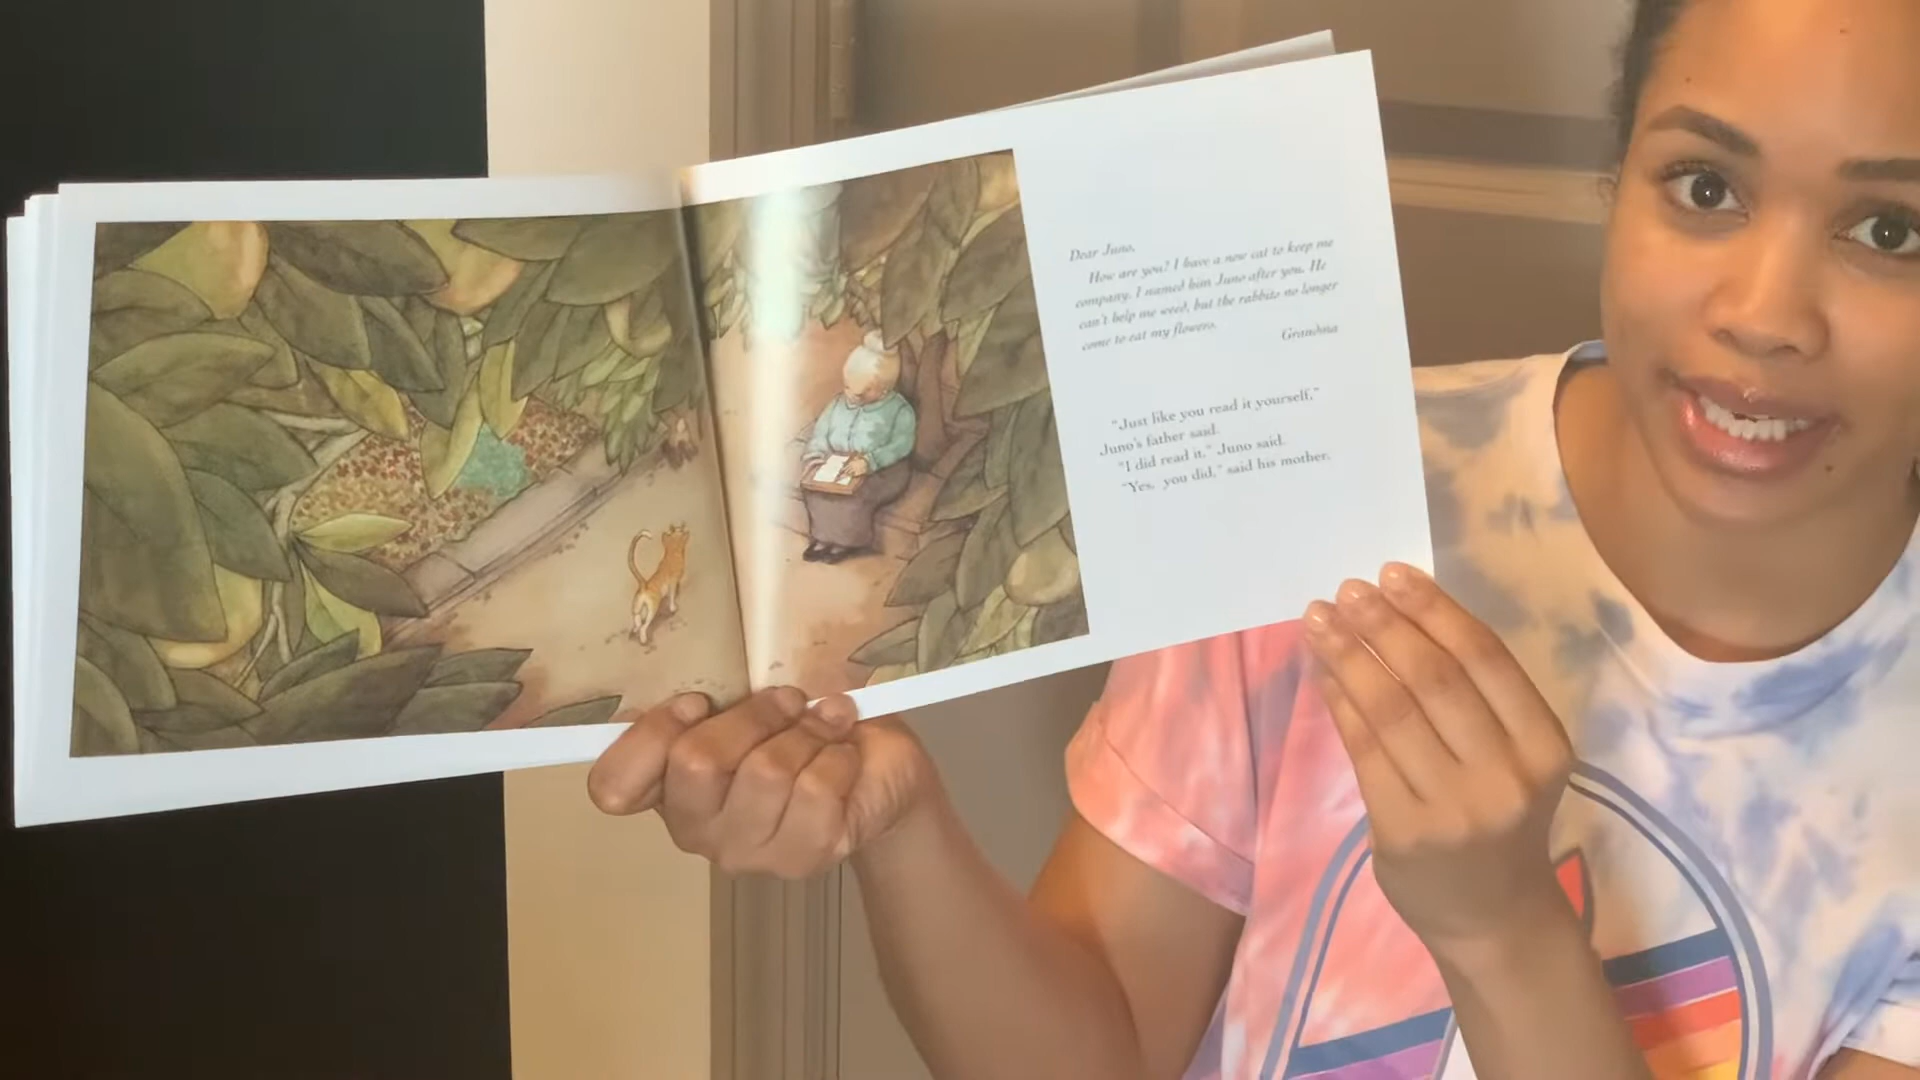 Dear Juno,
How are you? I have a new cat to keep me
company. I named him Juno after you. He
can't help me weed, but the rabbits no longer
come to eat my flowers.
Grandma
"Just like you read it yourself,"
Juno's father said.
"I did read it," Juno said.
"Yes, you did," said his mother.